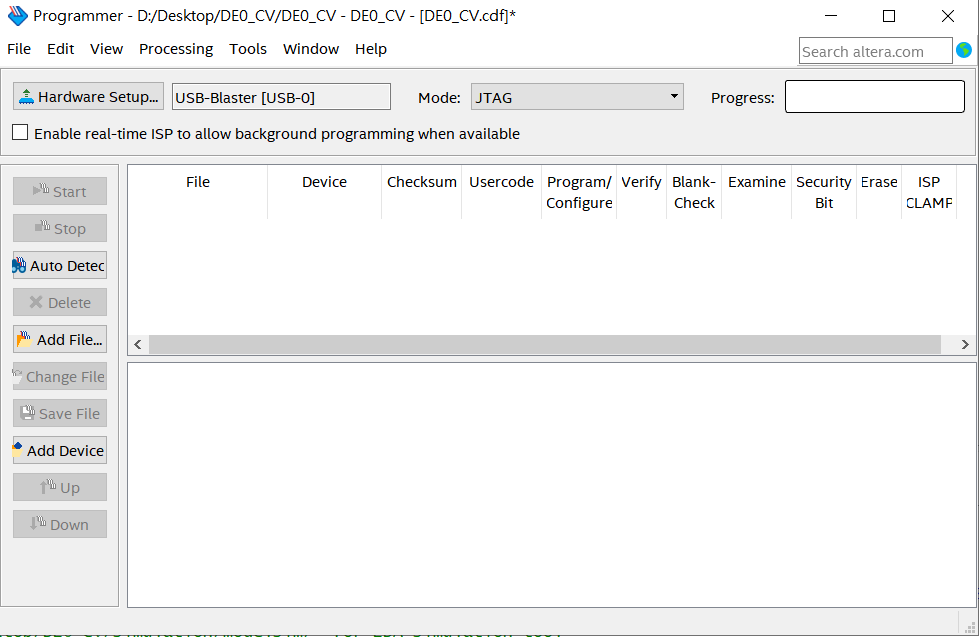 Programmer - D:/Desktop/DE0_CV/DE0_CV - DE0_CV - [DE0_CV.cdf]*
File Edit View Processing Tools Window Help
Search altera.com
Hardware Setup... USB-Blaster [USB-0] Mode: JTAG Progress:
Enable real-time ISP to allow background programming when available
Start
Stop
Auto Detec
Delete
Add File...
Change File
Save File
Add Device
Up
Down
File Device Checksum Usercode Program/ Verify Blank- Examine Security Erase ISP
Configure Check Bit CLAMP